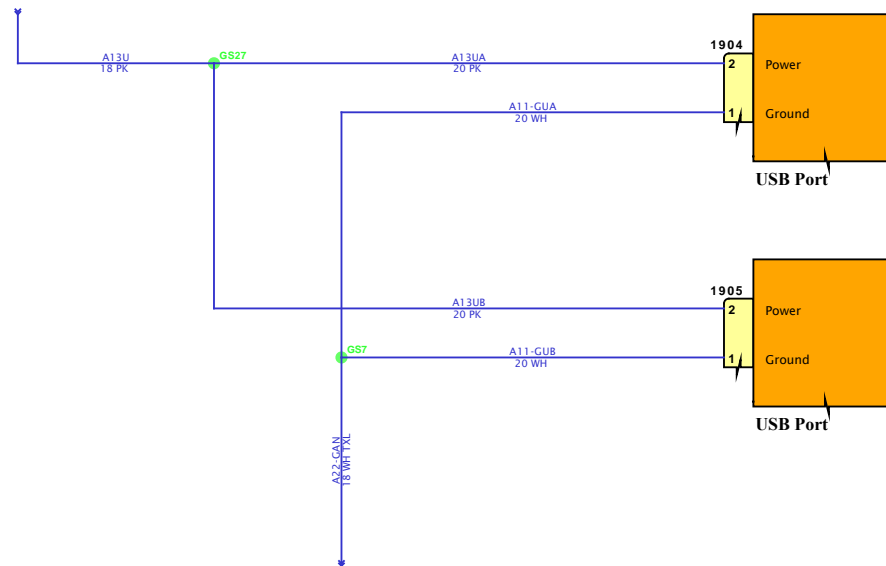 A13U
18 PK
GS27
A13UA
20 PK
1904
2 Power
A11-GUA
20 WH
1 Ground
USB Port
1905
A13UB
20 PK
2 Power
GS7
A11-GUB
20 WH
1 Ground
USB Port
A22-GAN
18 WH TXL